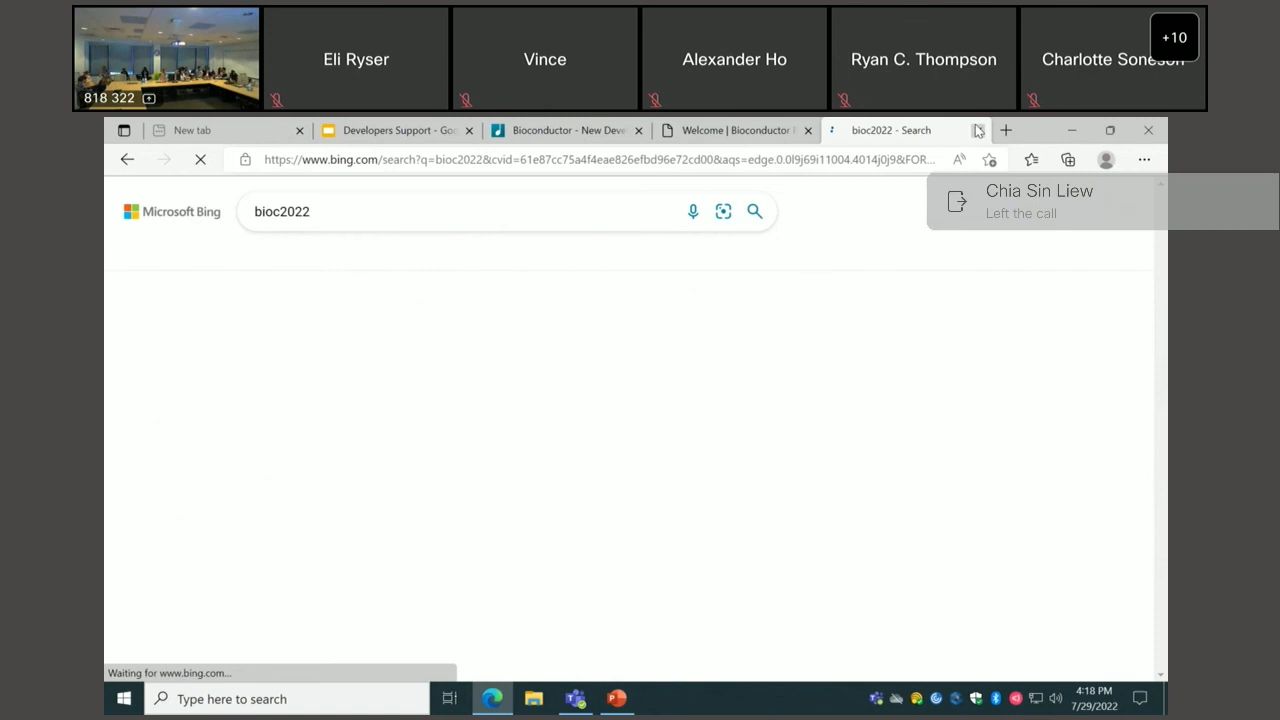 818 322
Eli Ryser
Vince
Alexander Ho
Ryan C. Thompson
Charlotte Soneson
+10
New tab
Developers Support - Goo
Bioconductor - New Deve
Welcome | Bioconductor
bioc2022 - Search
https://www.bing.com/search?q=bioc2022&cvid=61e87cc75a4f4eae826efbd96e72cd00&aqs=edge.0.0l9j69i11004.4014j0j9&FOR...
Chia Sin Liew
Left the call
Microsoft Bing
bioc2022
Waiting for www.bing.com...
Type here to search
4:18 PM
7/29/2022